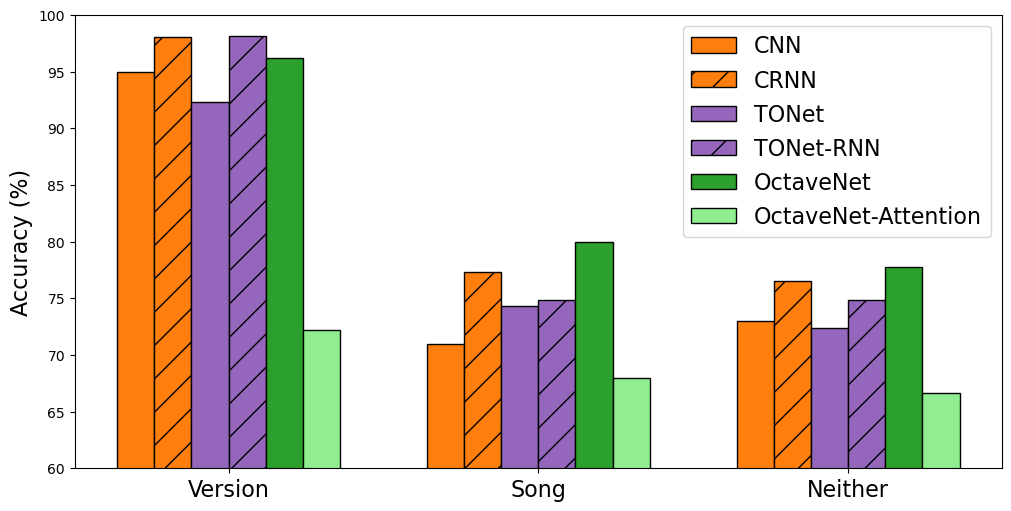 Accuracy (%)
100
95
90
85
80
75
70
65
60
Version
Song
Neither
CNN
CRNN
TONet
TONet-RNN
OctaveNet
OctaveNet-Attention